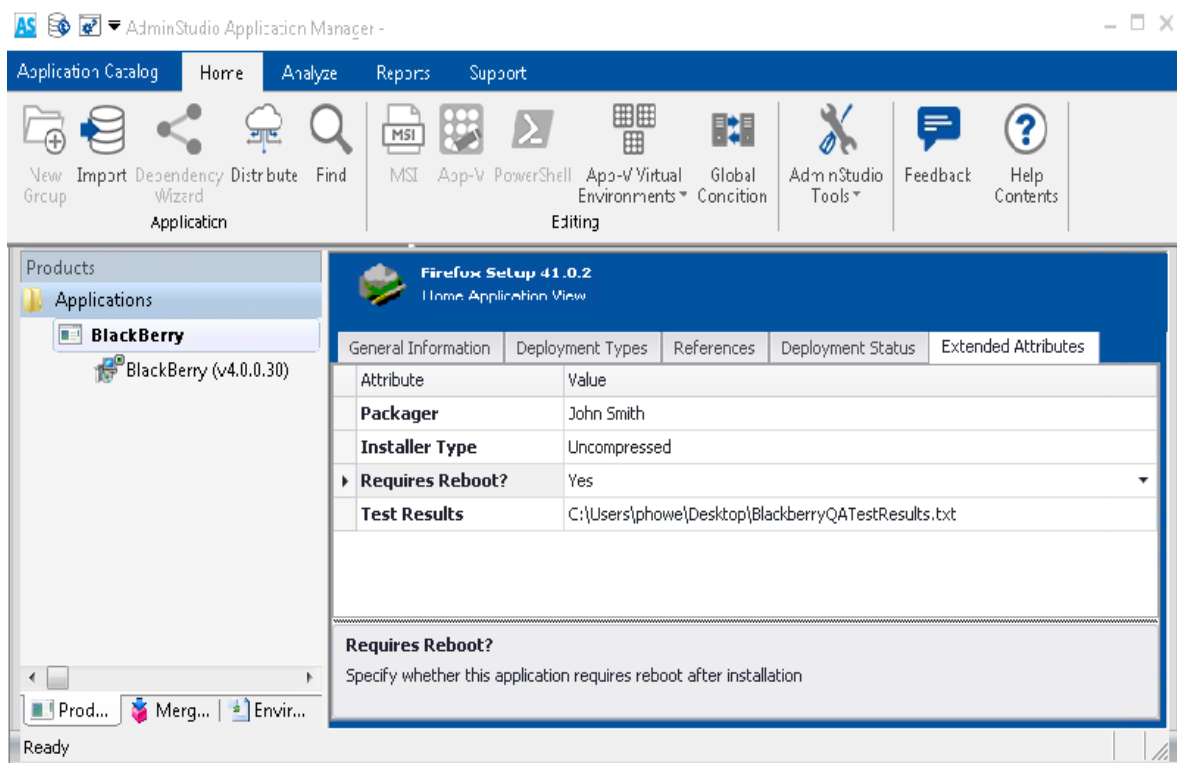 AS AdminStudio Application Manager -
Application Catalog Home Analyze Reports Support
New Group Import Dependency Wizard Distribute Find MSI MSI App-V PowerShell App-V Virtual Environments Global Condition AdminStudio Tools Feedback ? Help Contents
Application Editing
Products
Applications
BlackBerry
BlackBerry (v4.0.0.30)
Firefox Setup 41.0.2
Home Application View
General Information Deployment Types References Deployment Status Extended Attributes
Attribute Value
Packager John Smith
Installer Type Uncompressed
Requires Reboot? Yes
Test Results C:\Users\phowe\Desktop\BlackberryQATestResults.txt
Requires Reboot?
Specify whether this application requires reboot after installation
Prod... Merg... Envir...
Ready